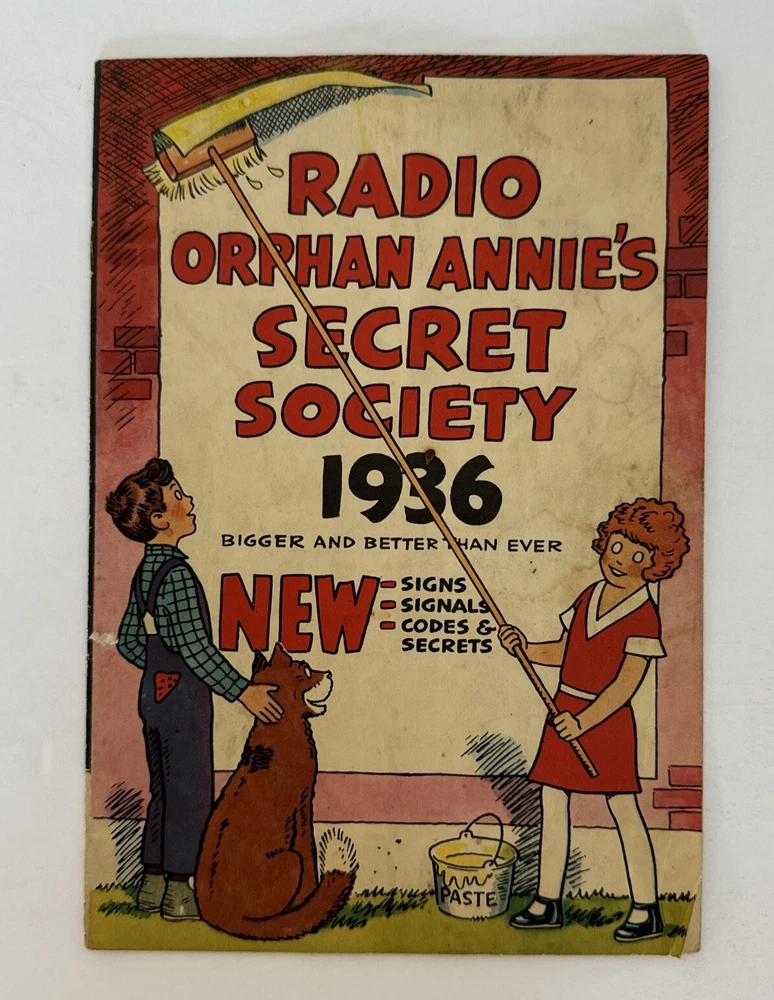 RADIO
ORPHAN ANNIE'S
SECRET
SOCIETY
1936
BIGGER AND BETTER THAN EVER
NEW SIGNS
SIGNALS
CODES &
SECRETS
PASTE